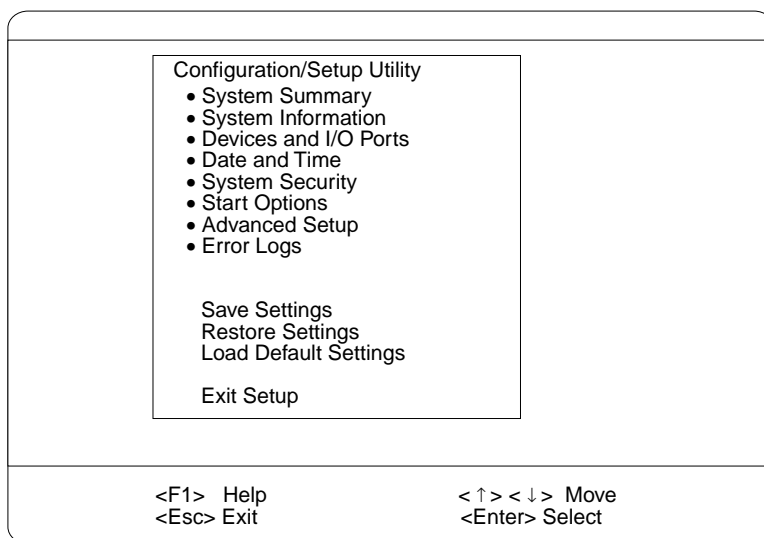 Configuration/Setup Utility
• System Summary
• System Information
• Devices and I/O Ports
• Date and Time
• System Security
• Start Options
• Advanced Setup
• Error Logs
Save Settings
Restore Settings
Load Default Settings
Exit Setup
<F1> Help < ↑ > < ↓ > Move
<Esc> Exit <Enter> Select